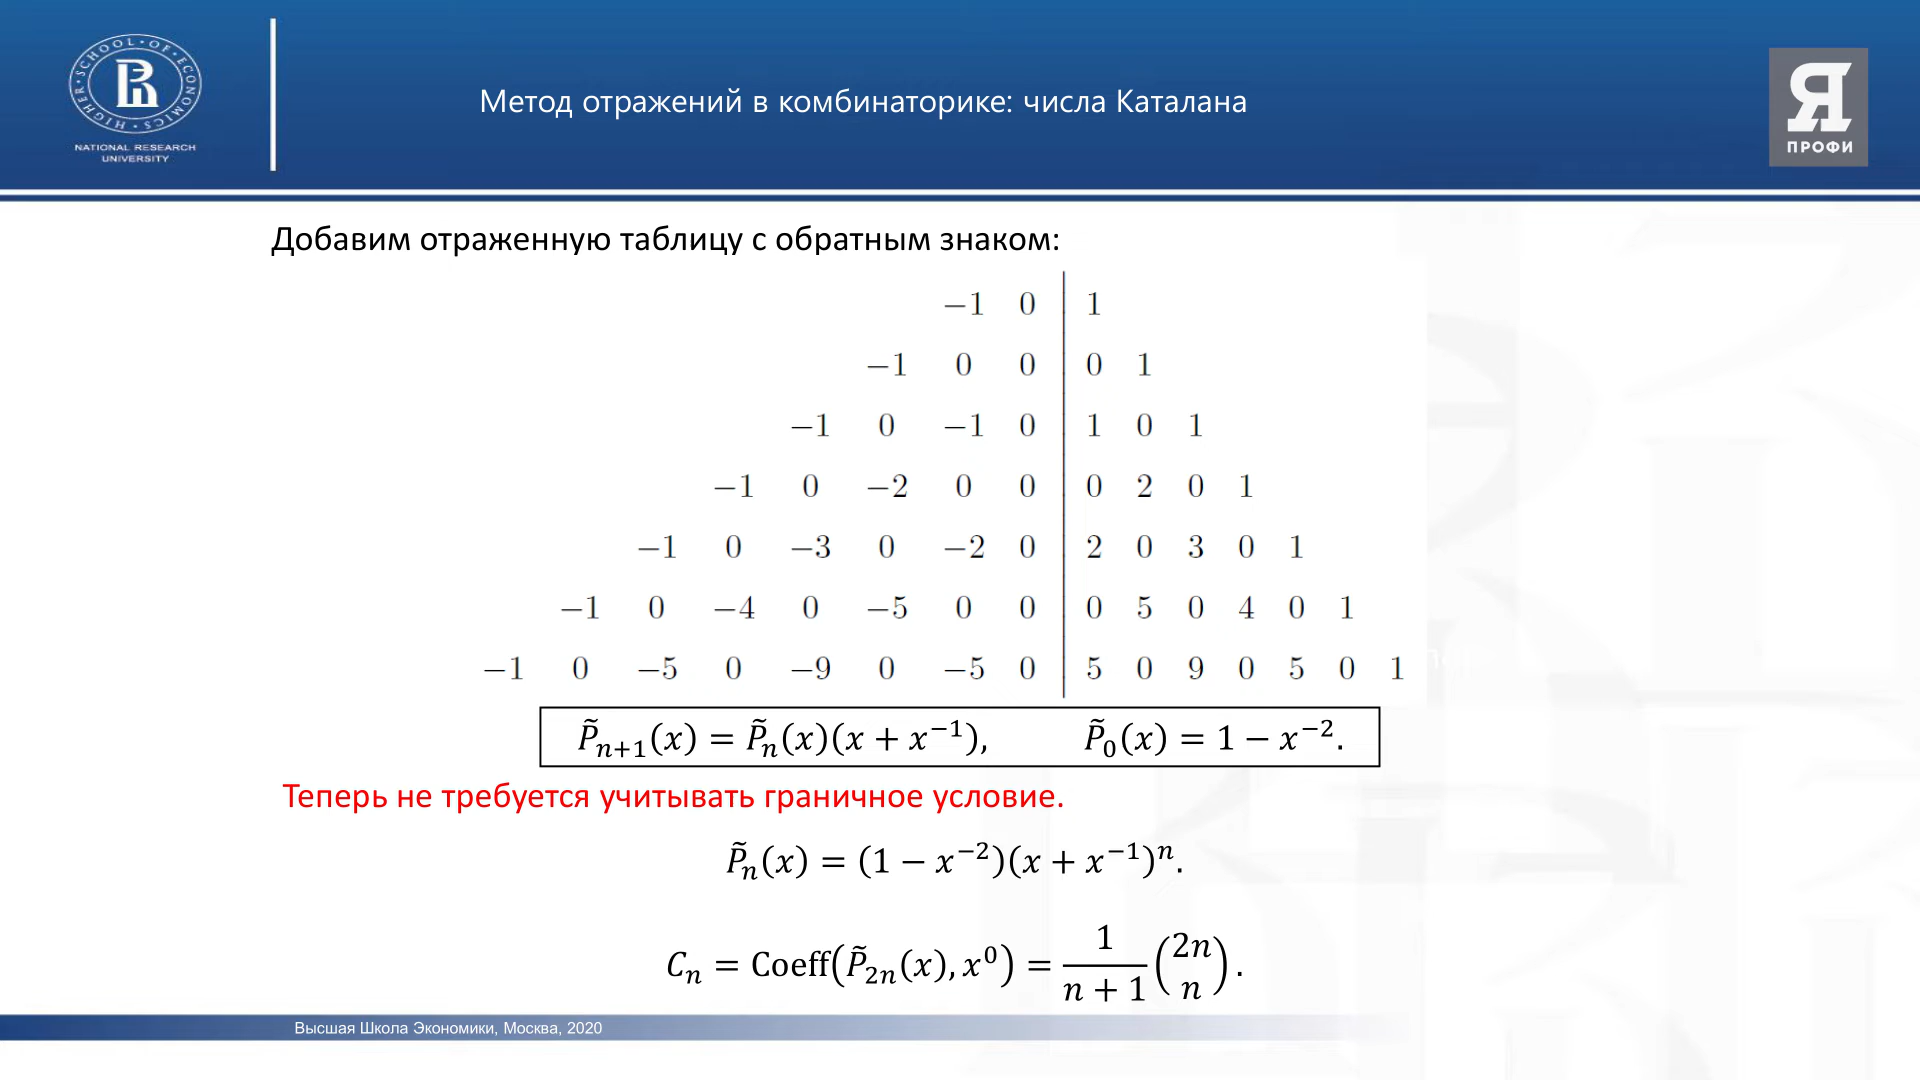 HIGHER · SCHOOL · OF · ECONOMICS ·
NATIONAL RESEARCH
UNIVERSITY
Метод отражений в комбинаторике: числа Каталана
Я
ПРОФИ
Добавим отраженную таблицу с обратным знаком:
−1 0 | 1
−1 0 0 | 0 1
−1 0 −1 0 | 1 0 1
−1 0 −2 0 0 | 0 2 0 1
−1 0 −3 0 −2 0 | 2 0 3 0 1
−1 0 −4 0 −5 0 0 | 0 5 0 4 0 1
−1 0 −5 0 −9 0 −5 0 | 5 0 9 0 5 0 1
P̃ₙ₊₁(x) = P̃ₙ(x)(x + x⁻¹), P̃₀(x) = 1 − x⁻².
Теперь не требуется учитывать граничное условие.
P̃ₙ(x) = (1 − x⁻²)(x + x⁻¹)ⁿ.
Cₙ = Coeff(P̃₂ₙ(x), x⁰) = 1/(n + 1) (2n n).
Высшая Школа Экономики, Москва, 2020